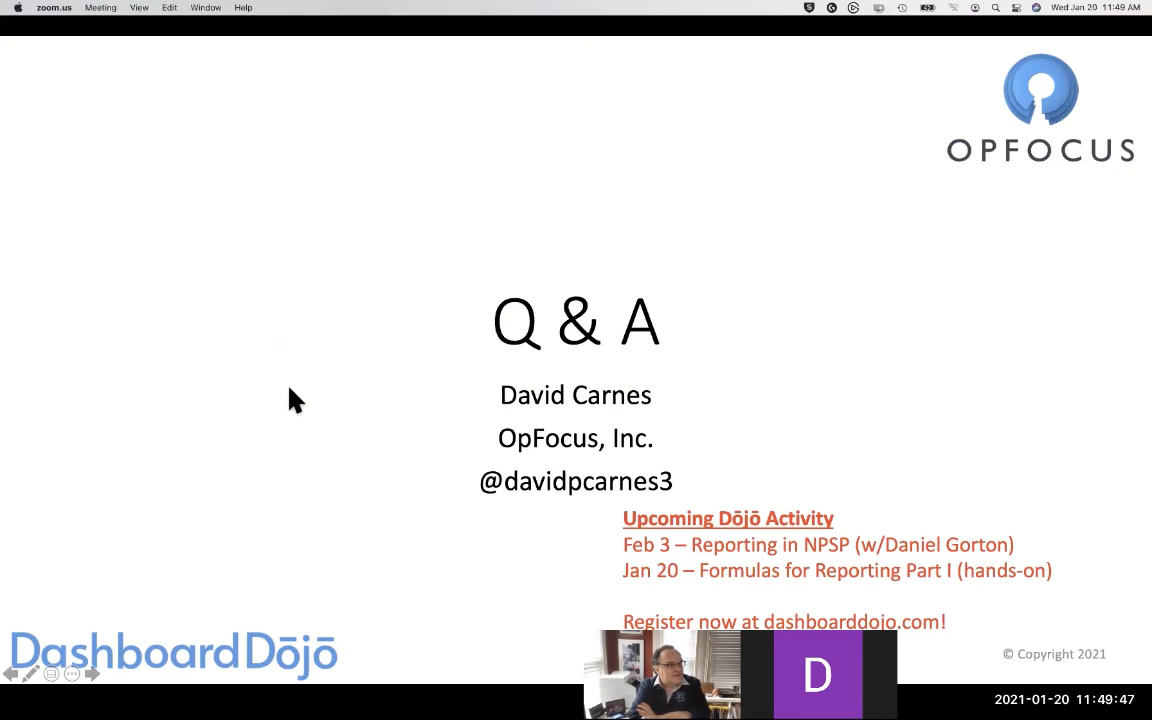 zoom.us Meeting View Edit Window Help
Wed Jan 20 11:49 AM
OPFOCUS
Q & A
David Carnes
OpFocus, Inc.
@davidpcarnes3
Upcoming Dōjō Activity
Feb 3 – Reporting in NPSP (w/Daniel Gorton)
Jan 20 – Formulas for Reporting Part I (hands-on)
Register now at dashboarddojo.com!
DashboardDōjō
D
© Copyright 2021
2021-01-20 11:49:47